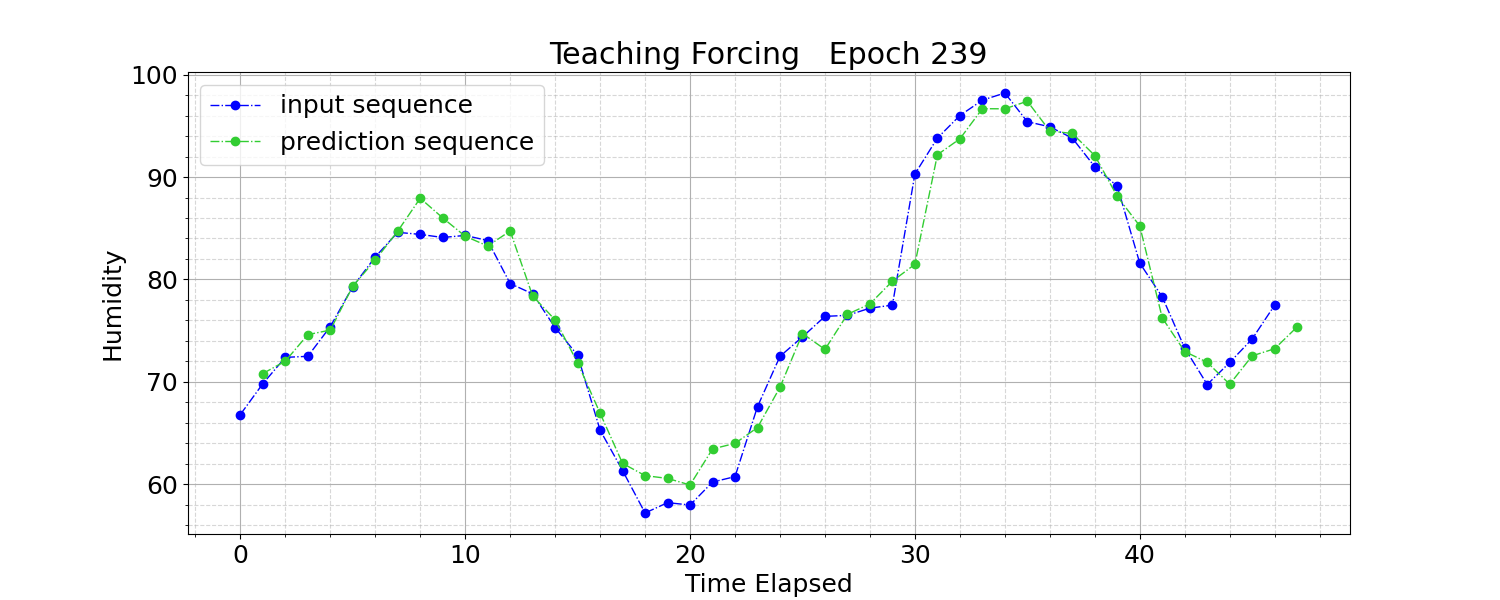 Teaching Forcing   Epoch 239
input sequence
prediction sequence
Humidity
100
90
80
70
60
0 10 20 30 40
Time Elapsed